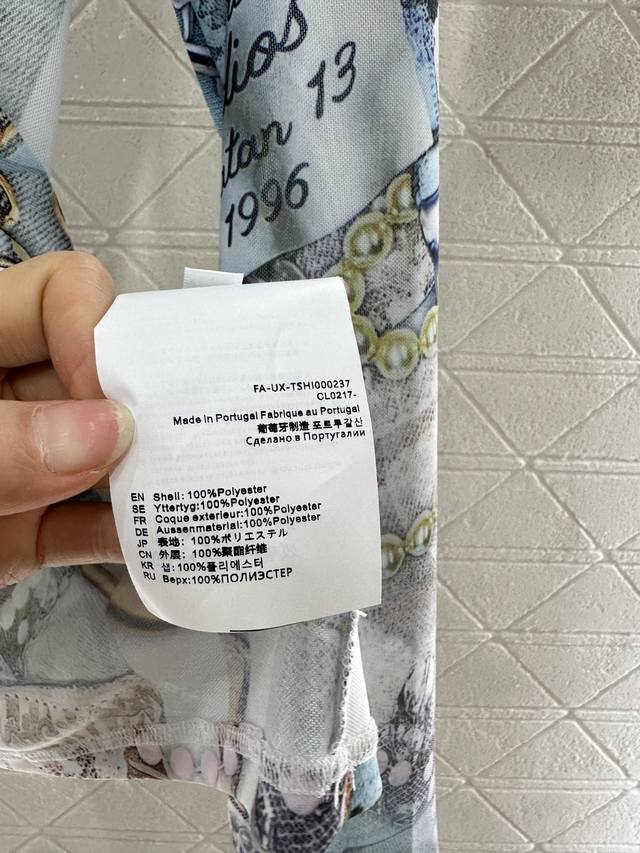 13
1996
FA-UX-TSHI000237
CL0217-
Made in Portugal Fabrique au Portugal
葡萄牙制造 포르투갈산
Сделано в Португалии
EN Shell: 100%Polyester
SE Yttertyg:100%Polyester
FR Coque exterieur:100%Polyester
DE Aussenmaterial:100%Polyester
JP 表地: 100%ポリエステル
CN 外层: 100%聚酯纤维
KR 섬:100%폴리에스터
RU Верх:100%ПОЛИЭСТЕР